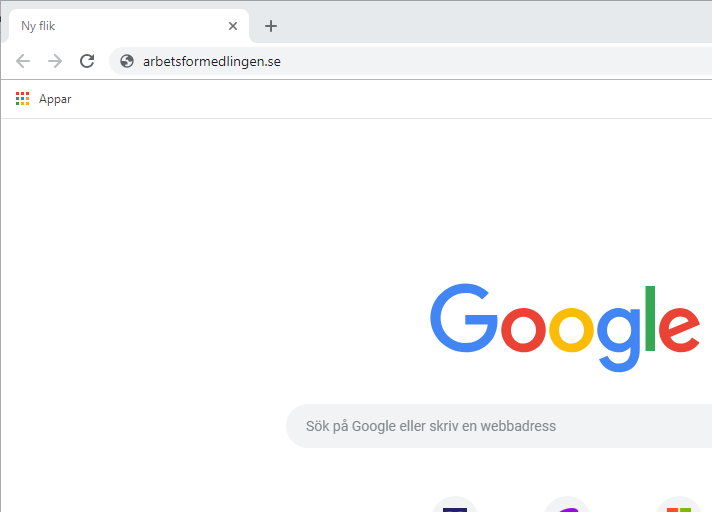 Ny flik
arbetsformedlingen.se
Appar
Google
Sök på Google eller skriv en webbadress